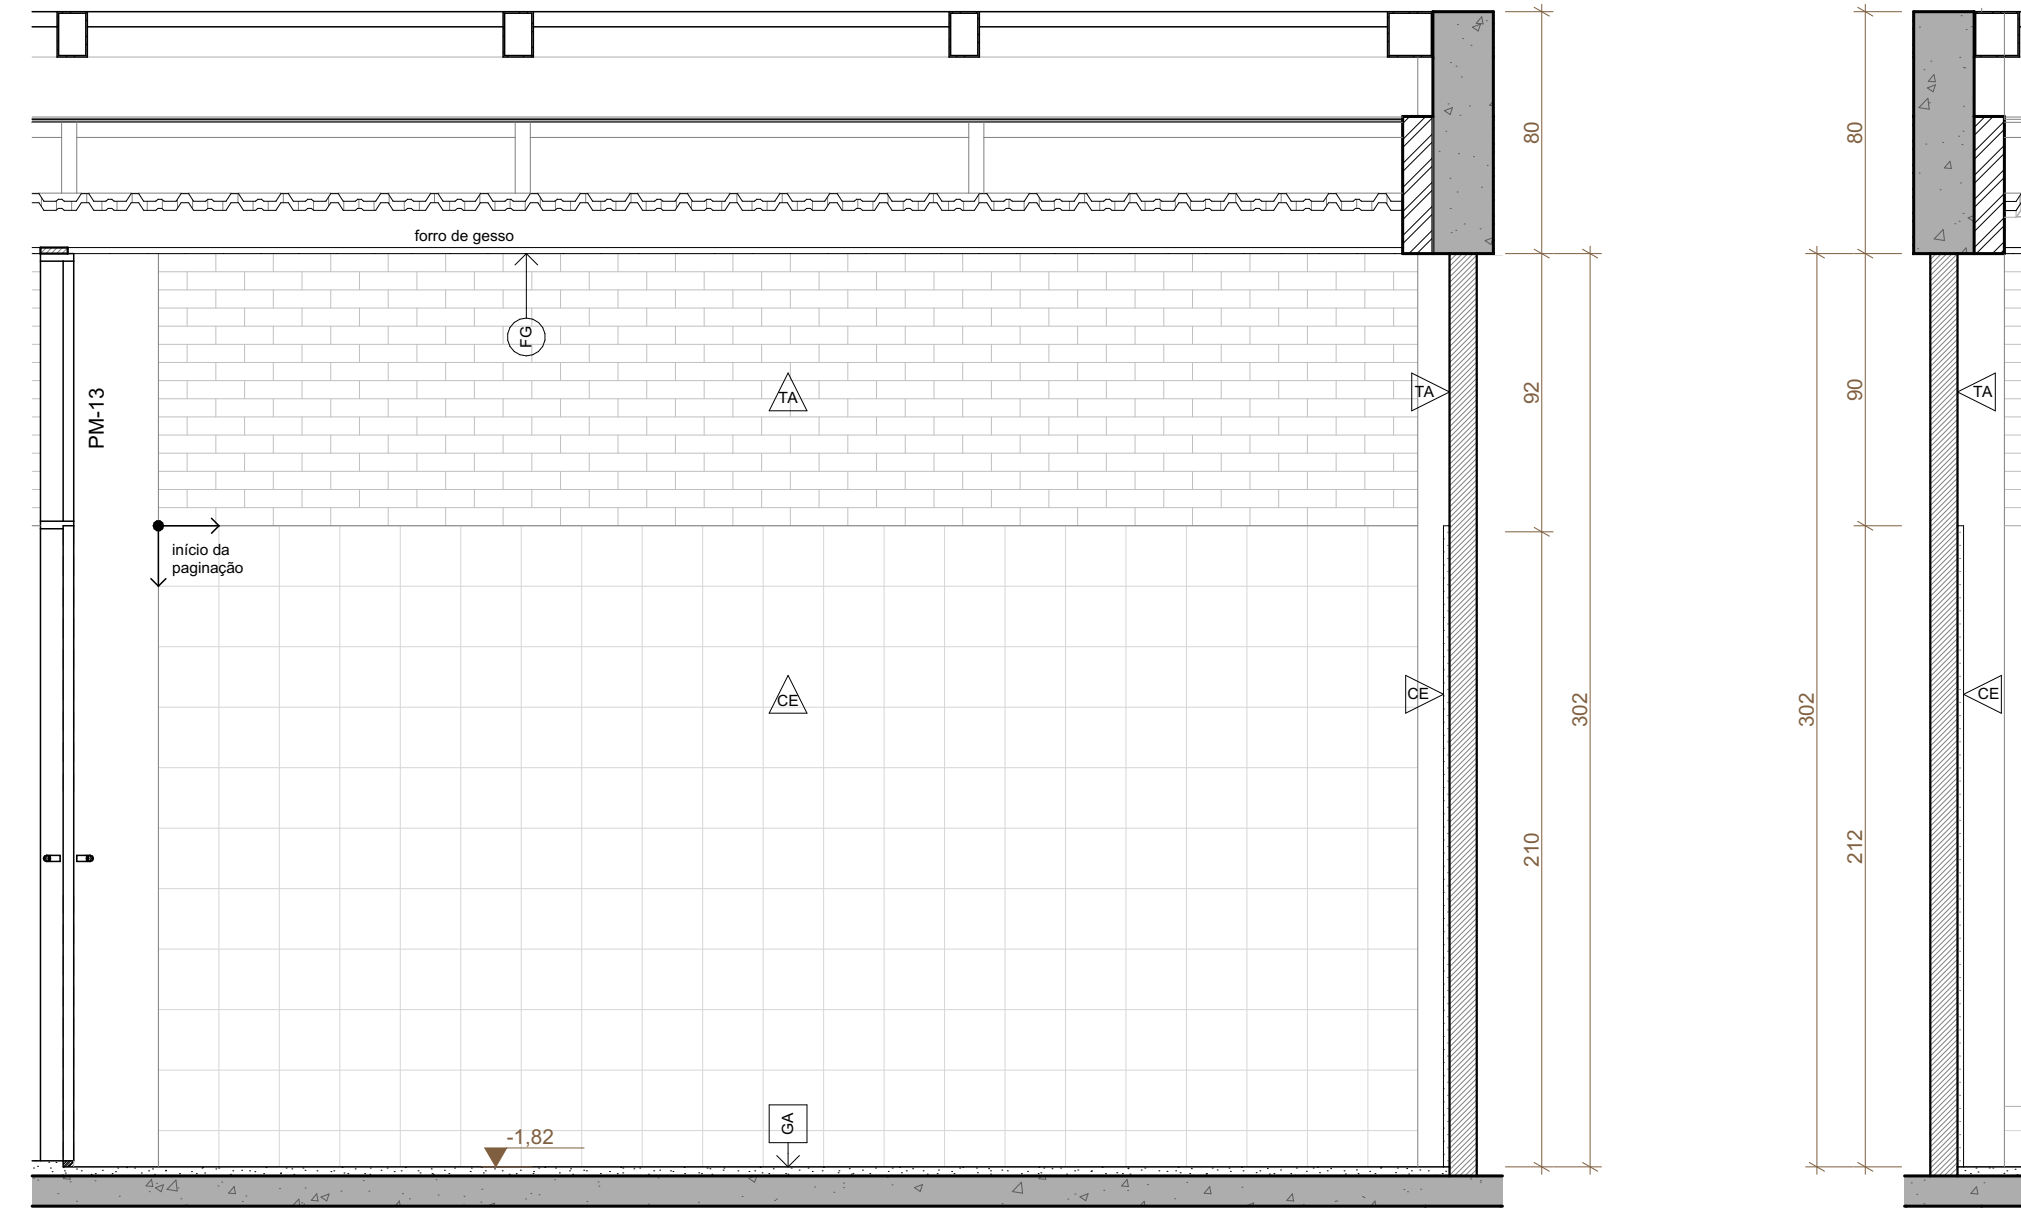 forro de gesso
80
80
FG
PM-13
TA
TA
92
90
TA
início da
paginação
CE
CE
302
302
CE
210
212
GA
-1,82